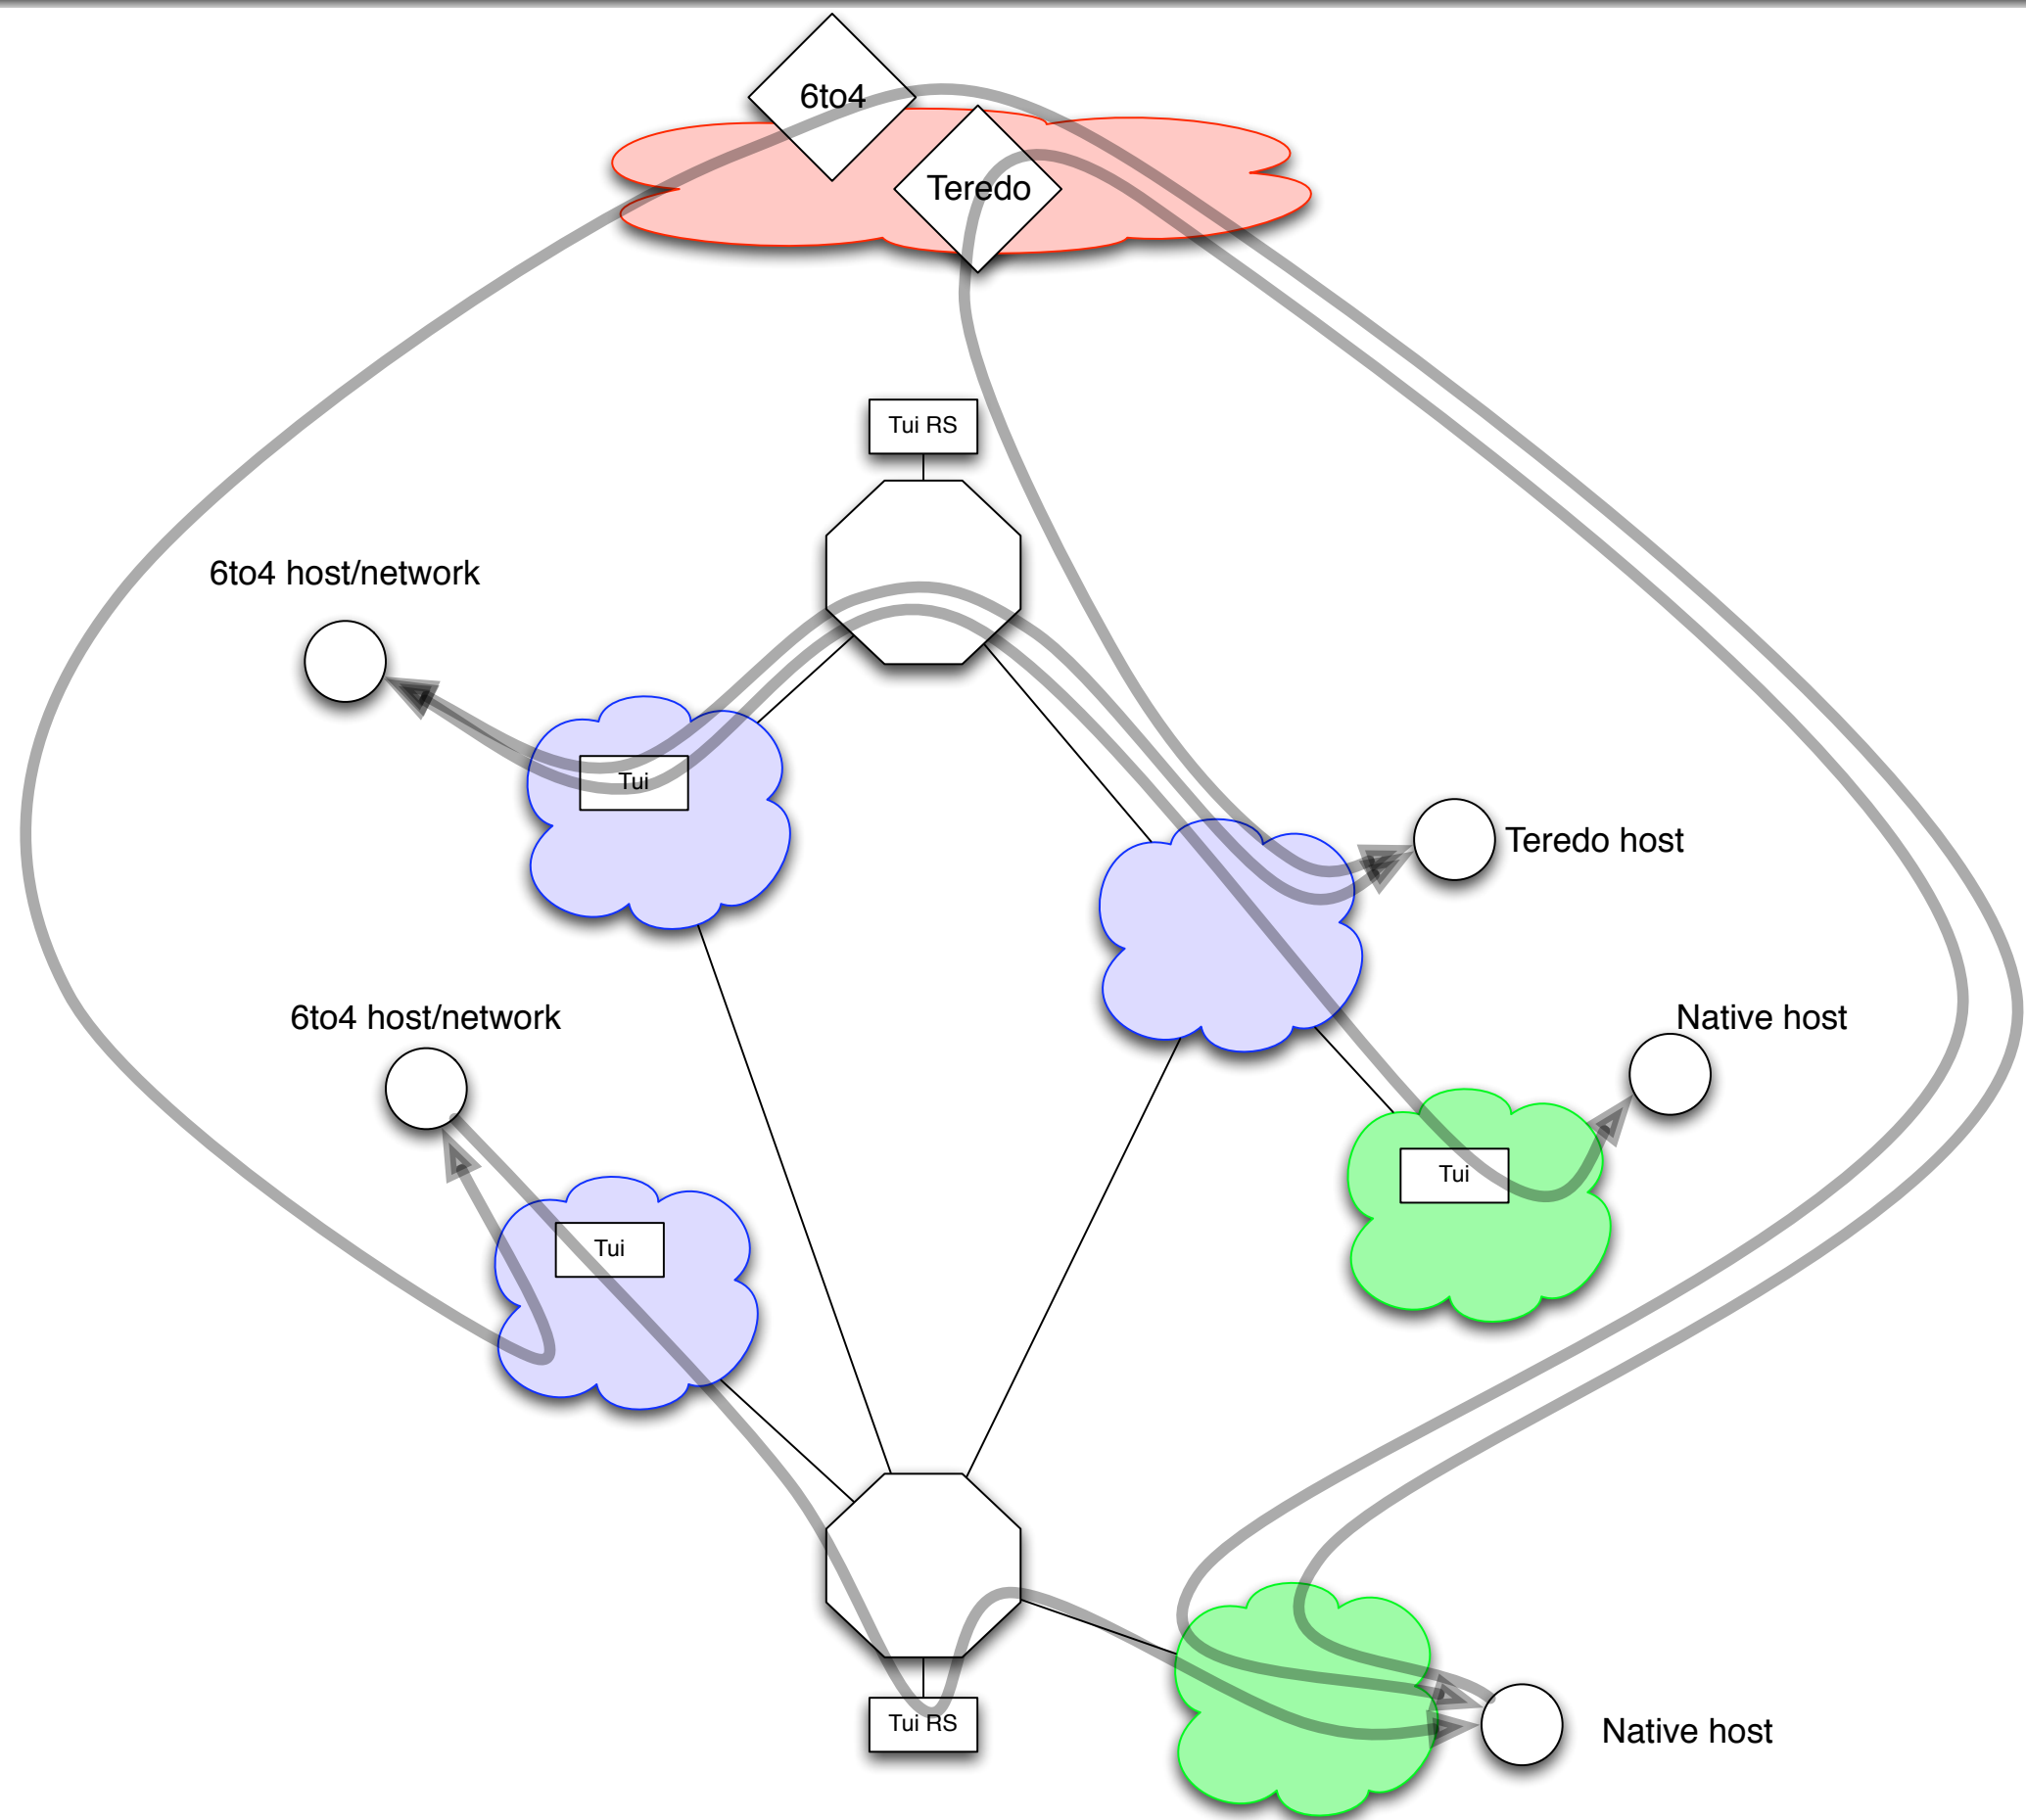 6to4
Teredo
Tui RS
6to4 host/network
Tui
Teredo host
6to4 host/network
Native host
Tui
Tui
Tui RS
Native host